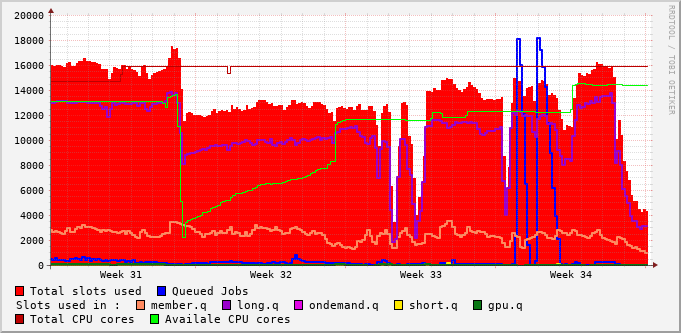 20000
18000
16000
14000
12000
10000
8000
6000
4000
2000
0
Week 31 Week 32 Week 33 Week 34
RRDTOOL / TOBI OETIKER
Total slots used Queued Jobs
Slots used in : member.q long.q ondemand.q short.q gpu.q
Total CPU cores Availale CPU cores